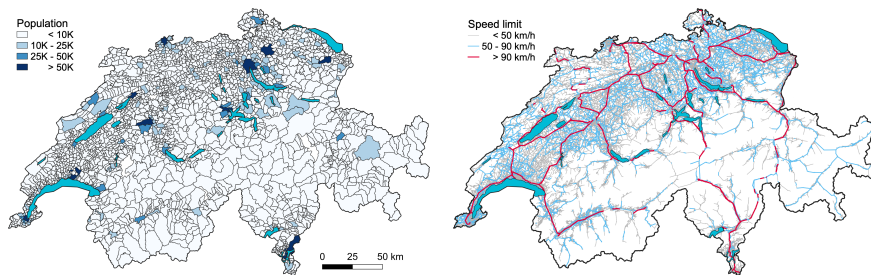 Population
< 10K
10K - 25K
25K - 50K
> 50K
0 25 50 km
Speed limit
< 50 km/h
50 - 90 km/h
> 90 km/h